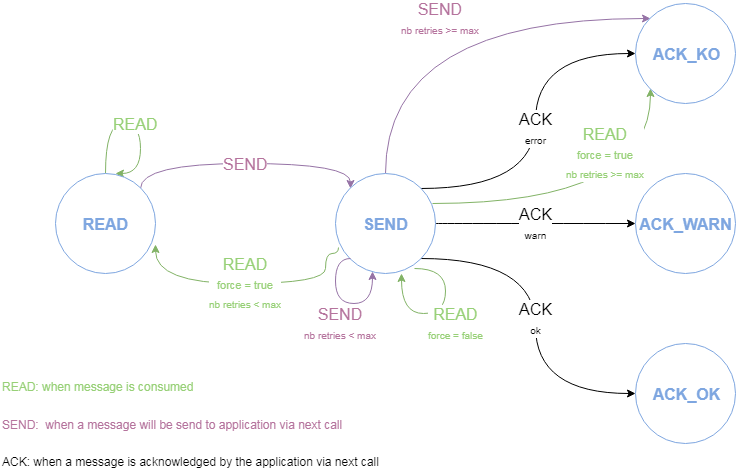 SEND
nb retries >= max
ACK_KO
READ
ACK
error
READ
force = true
nb retries >= max
SEND
READ
SEND
ACK
warn
ACK_WARN
READ
force = true
nb retries < max
SEND
nb retries < max
READ
force = false
ACK
ok
ACK_OK
READ: when message is consumed
SEND:  when a message will be send to application via next call
ACK: when a message is acknowledged by the application via next call